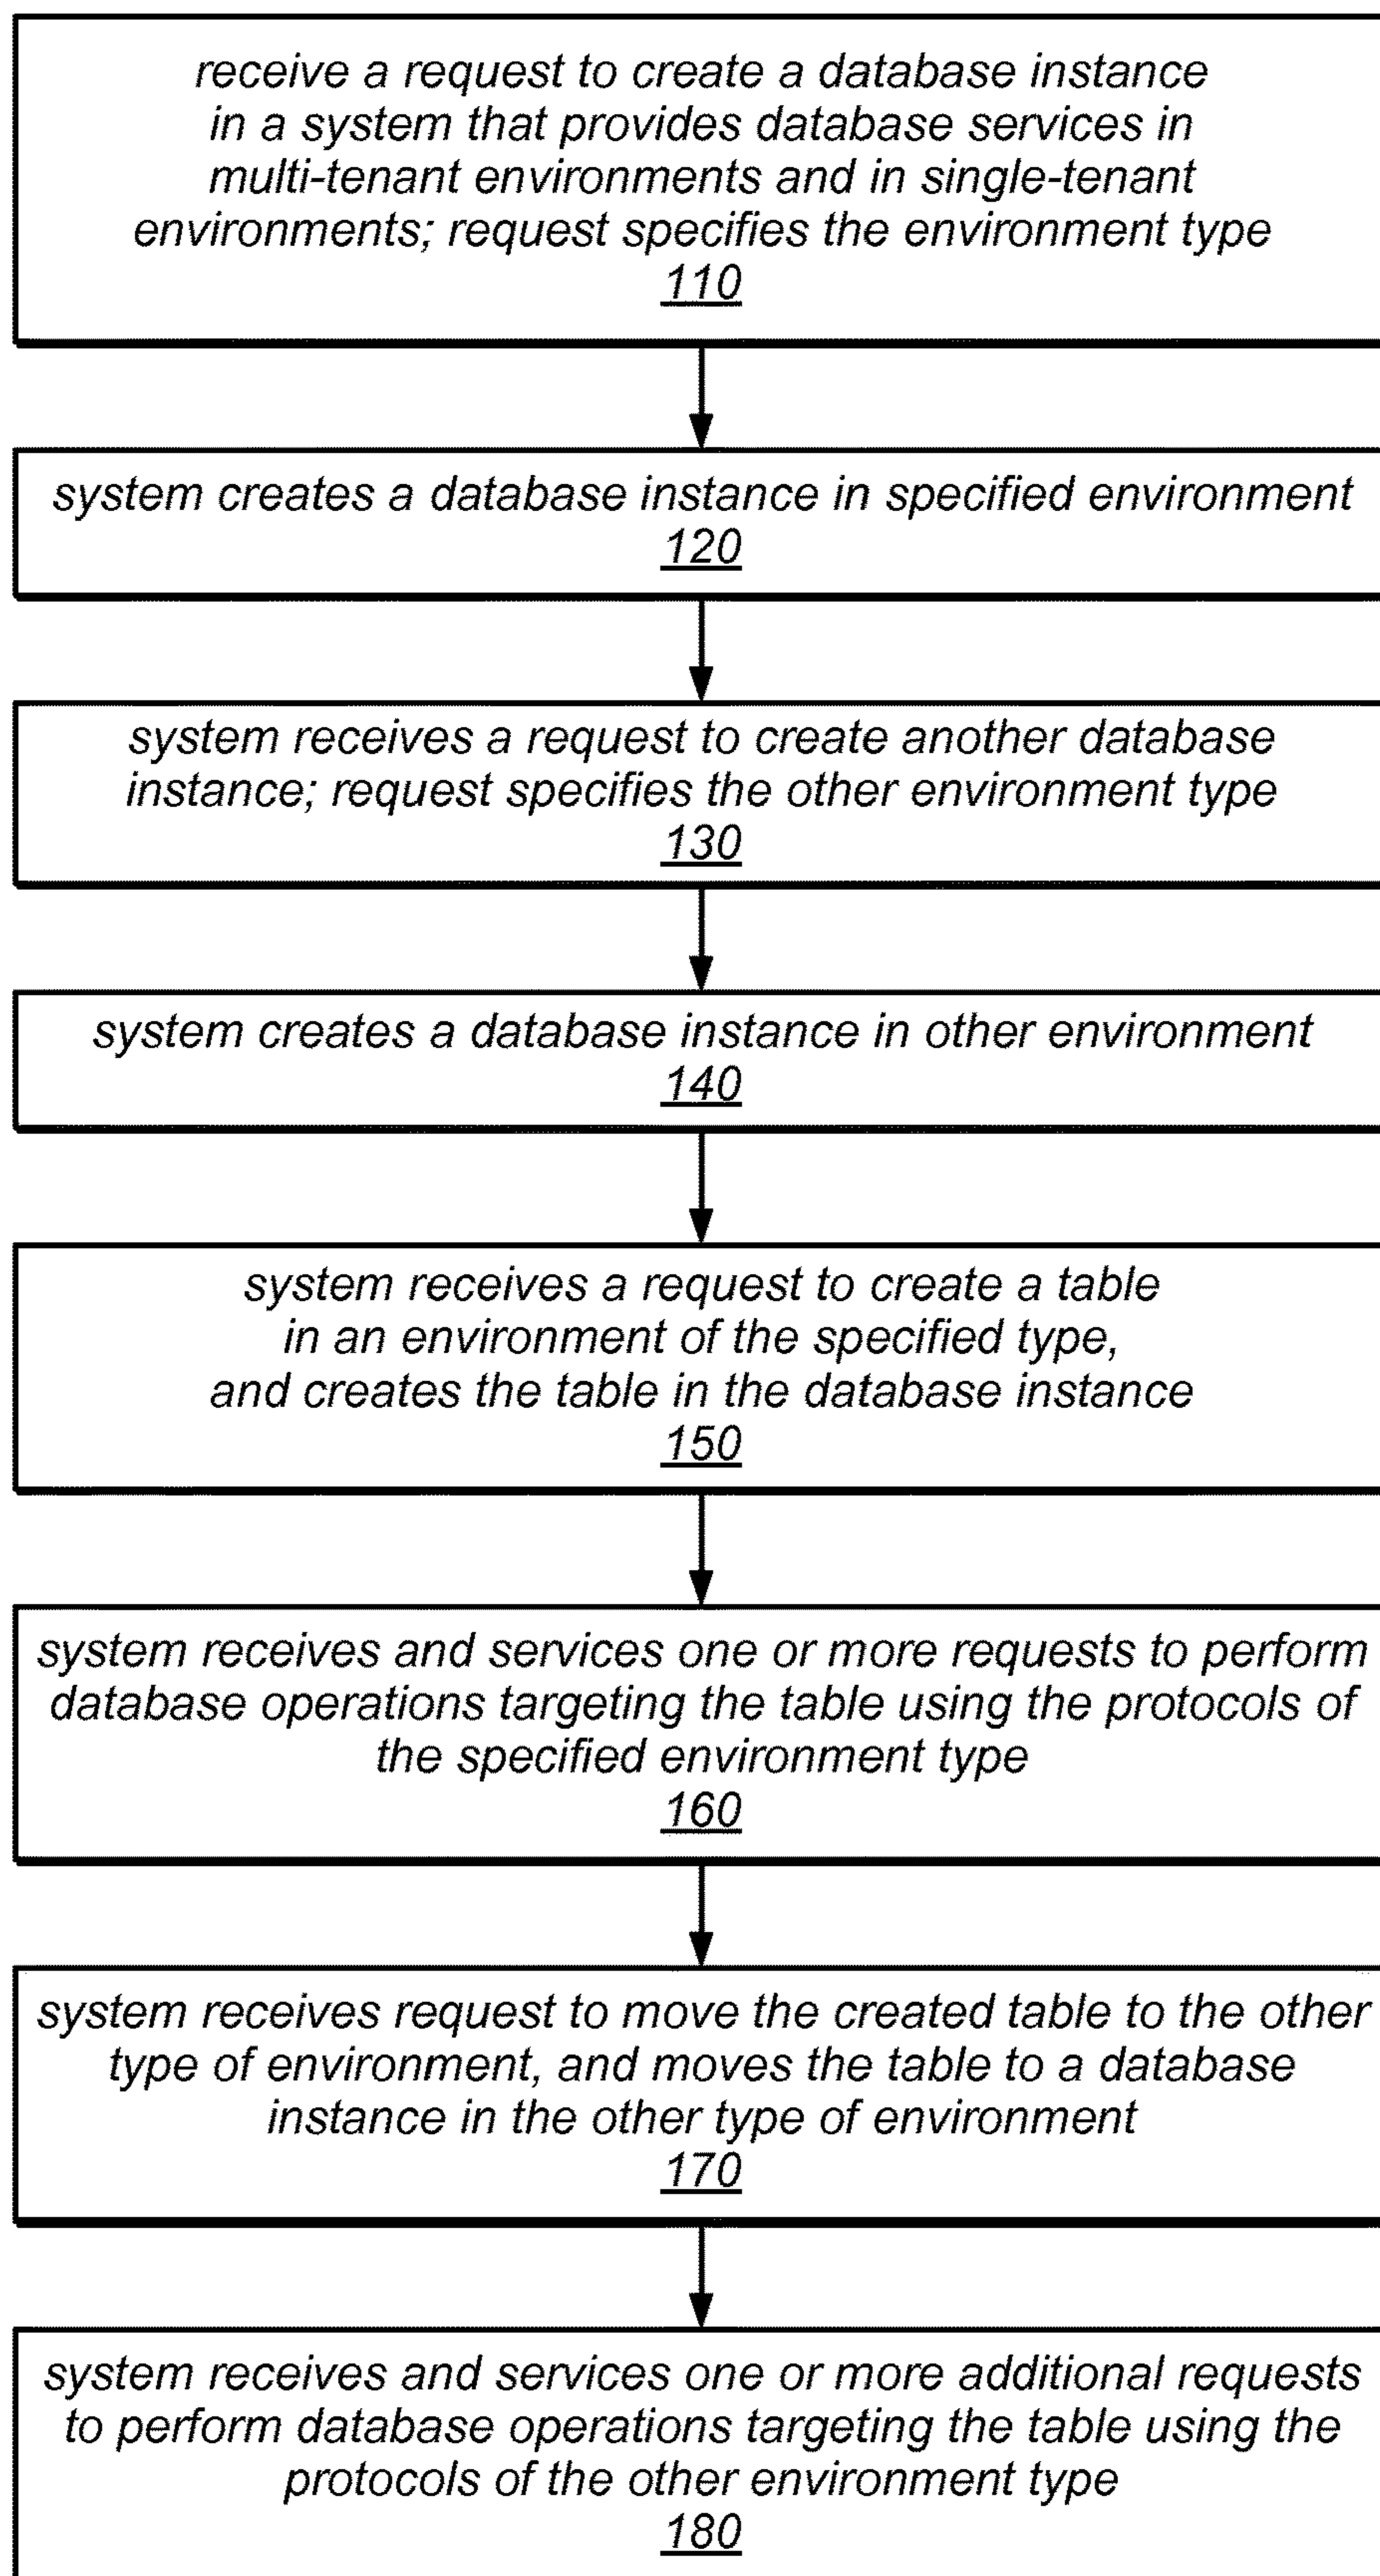 receive a request to create a database instance
in a system that provides database services in
multi-tenant environments and in single-tenant
environments; request specifies the environment type
110
system creates a database instance in specified environment
120
system receives a request to create another database
instance; request specifies the other environment type
130
system creates a database instance in other environment
140
system receives a request to create a table
in an environment of the specified type,
and creates the table in the database instance
150
system receives and services one or more requests to perform
database operations targeting the table using the protocols of
the specified environment type
160
system receives request to move the created table to the other
type of environment, and moves the table to a database
instance in the other type of environment
170
system receives and services one or more additional requests
to perform database operations targeting the table using the
protocols of the other environment type
180